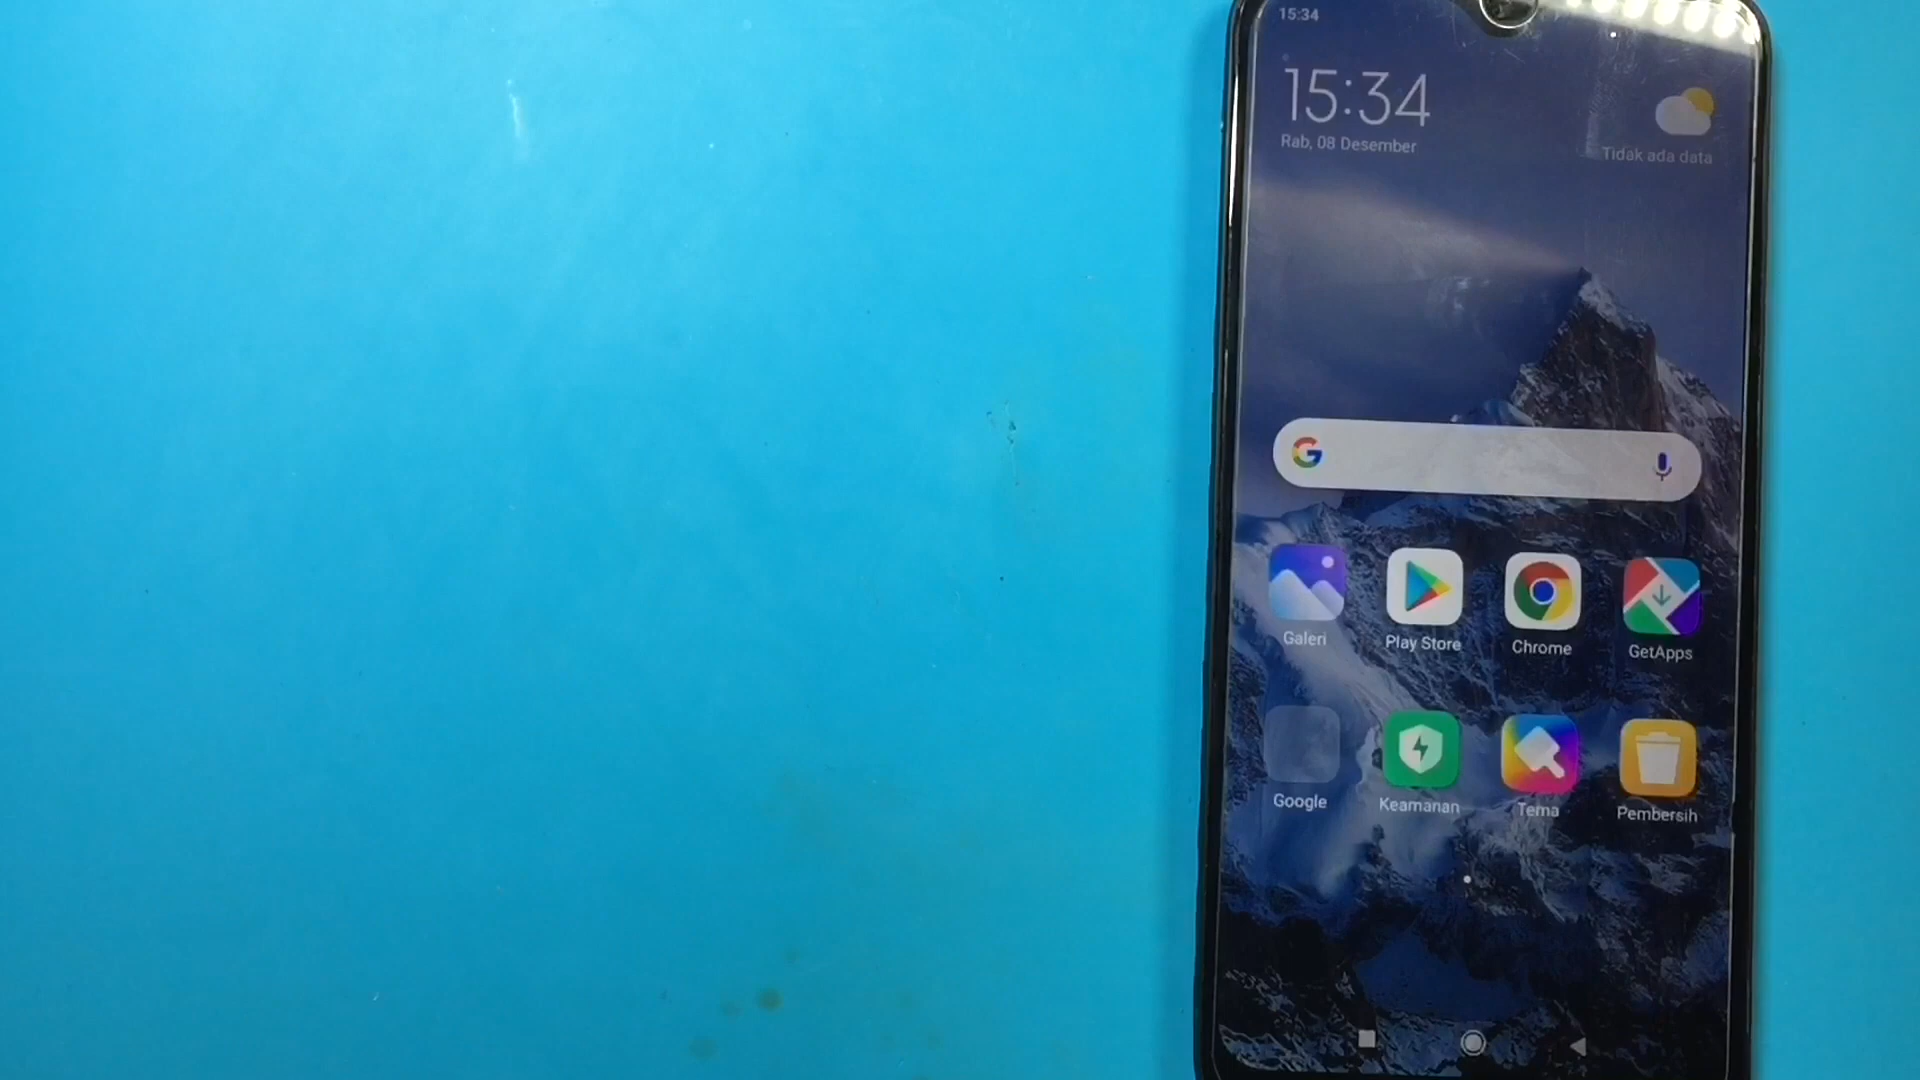 15:34
15:34
Rab, 08 Desember
Tidak ada data
G
Galeri
Play Store
Chrome
GetApps
Google
Keamanan
Tema
Pembersih